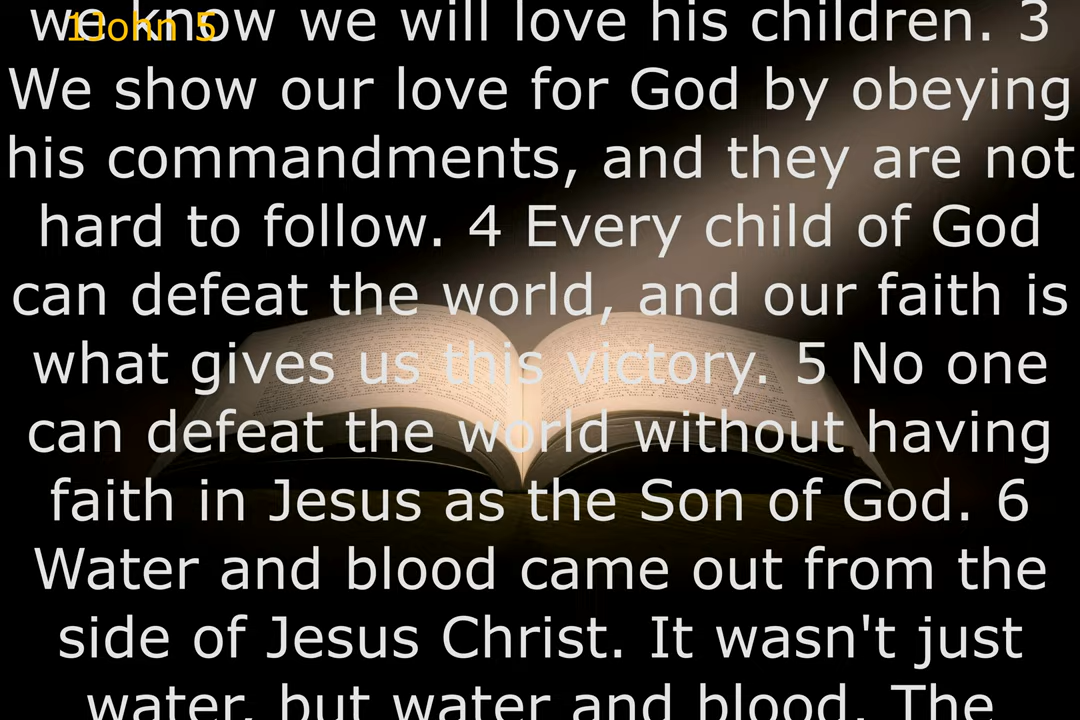 1John 5
we know we will love his children. 3
We show our love for God by obeying
his commandments, and they are not
hard to follow. 4 Every child of God
can defeat the world, and our faith is
what gives us this victory. 5 No one
can defeat the world without having
faith in Jesus as the Son of God. 6
Water and blood came out from the
side of Jesus Christ. It wasn't just
water, but water and blood. The